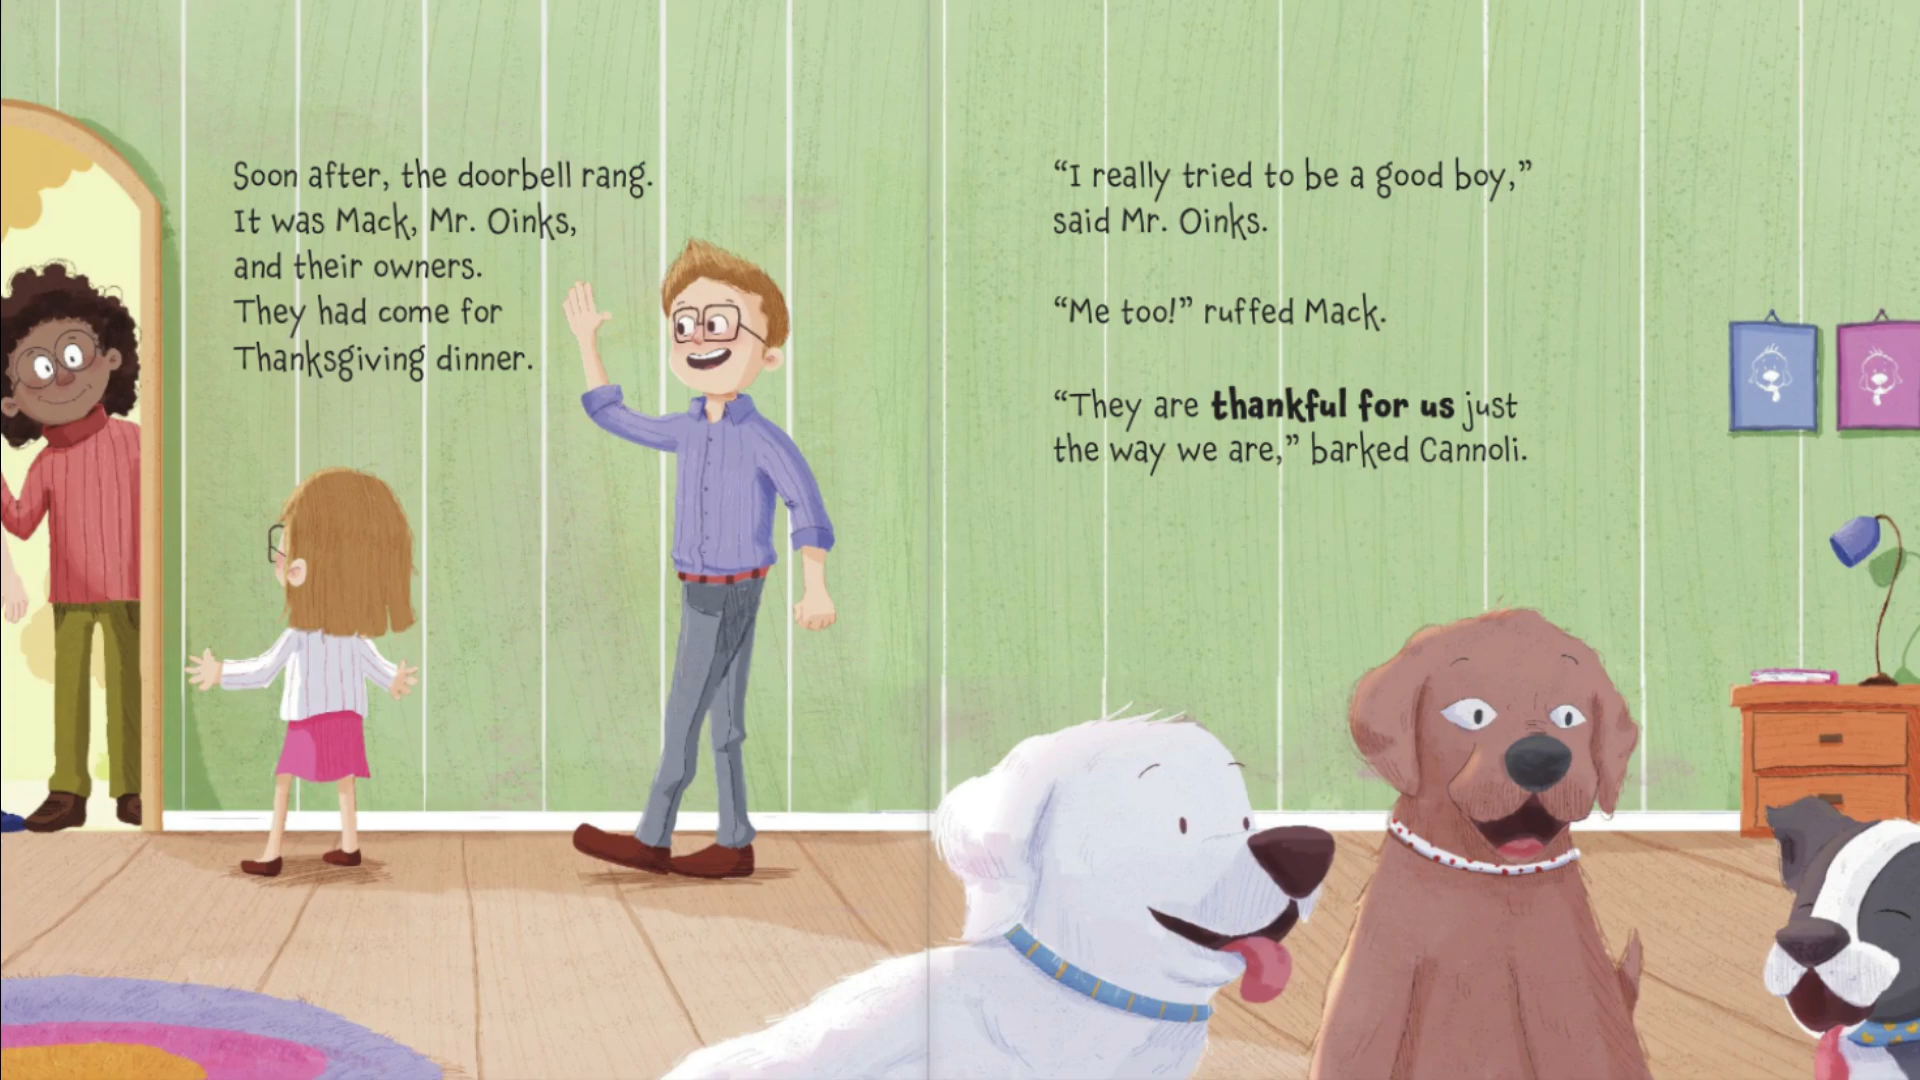 Soon after, the doorbell rang.
It was Mack, Mr. Oinks,
and their owners.
They had come for
Thanksgiving dinner.
“I really tried to be a good boy,”
said Mr. Oinks.
“Me too!” ruffed Mack.
“They are thankful for us just
the way we are,” barked Cannoli.